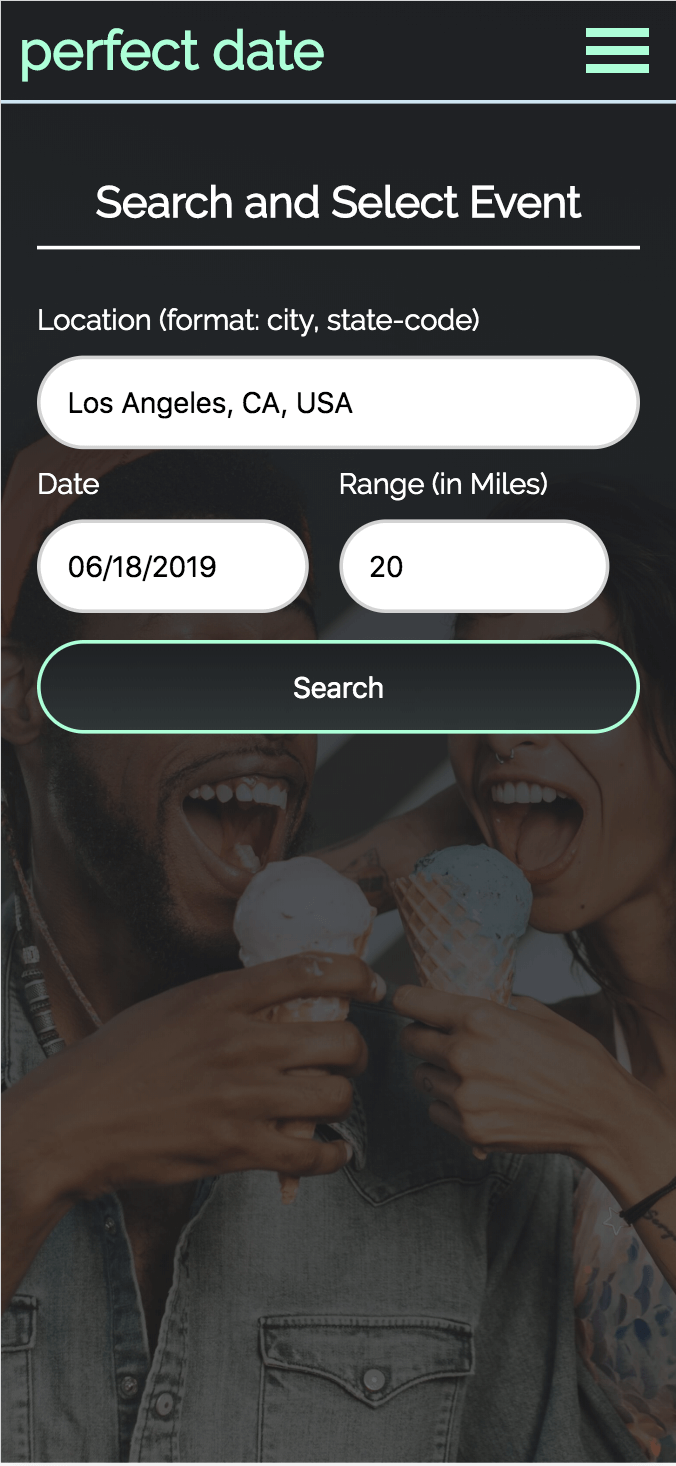 perfect date
Search and Select Event
Location (format: city, state-code)
Los Angeles, CA, USA
Date Range (in Miles)
06/18/2019 20
Search